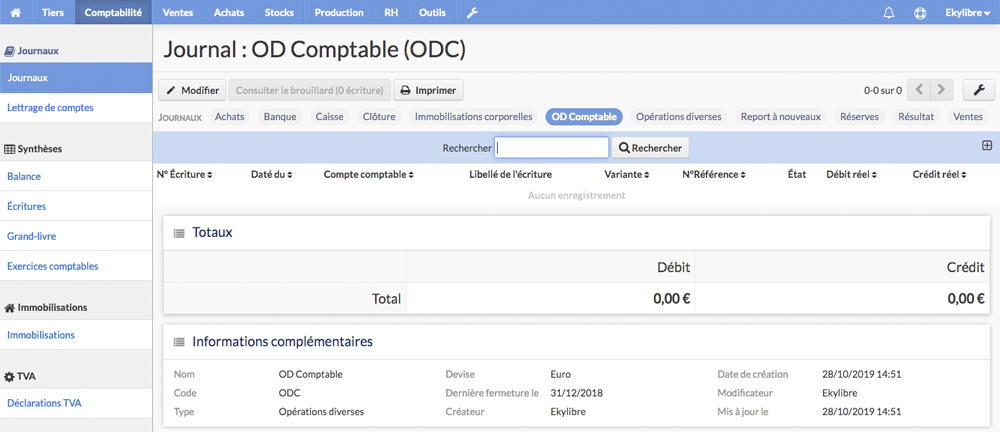 Tiers Comptabilité Ventes Achats Stocks Production RH Outils Ekylibre
Journaux
Journaux
Lettrage de comptes
Synthèses
Balance
Écritures
Grand-livre
Exercices comptables
Immobilisations
Immobilisations
TVA
Déclarations TVA
Journal : OD Comptable (ODC)
Modifier Consulter le brouillard (0 écriture) Imprimer 0-0 sur 0
JOURNAUX Achats Banque Caisse Clôture Immobilisations corporelles OD Comptable Opérations diverses Report à nouveaux Réserves Résultat Ventes
Rechercher Rechercher
N° Écriture Daté du Compte comptable Libellé de l'écriture Variante N°Référence État Débit réel Crédit réel
Aucun enregistrement
Totaux
Débit Crédit
Total 0,00 € 0,00 €
Informations complémentaires
Nom OD Comptable Devise Euro Date de création 28/10/2019 14:51
Code ODC Dernière fermeture le 31/12/2018 Modificateur Ekylibre
Type Opérations diverses Créateur Ekylibre Mis à jour le 28/10/2019 14:51